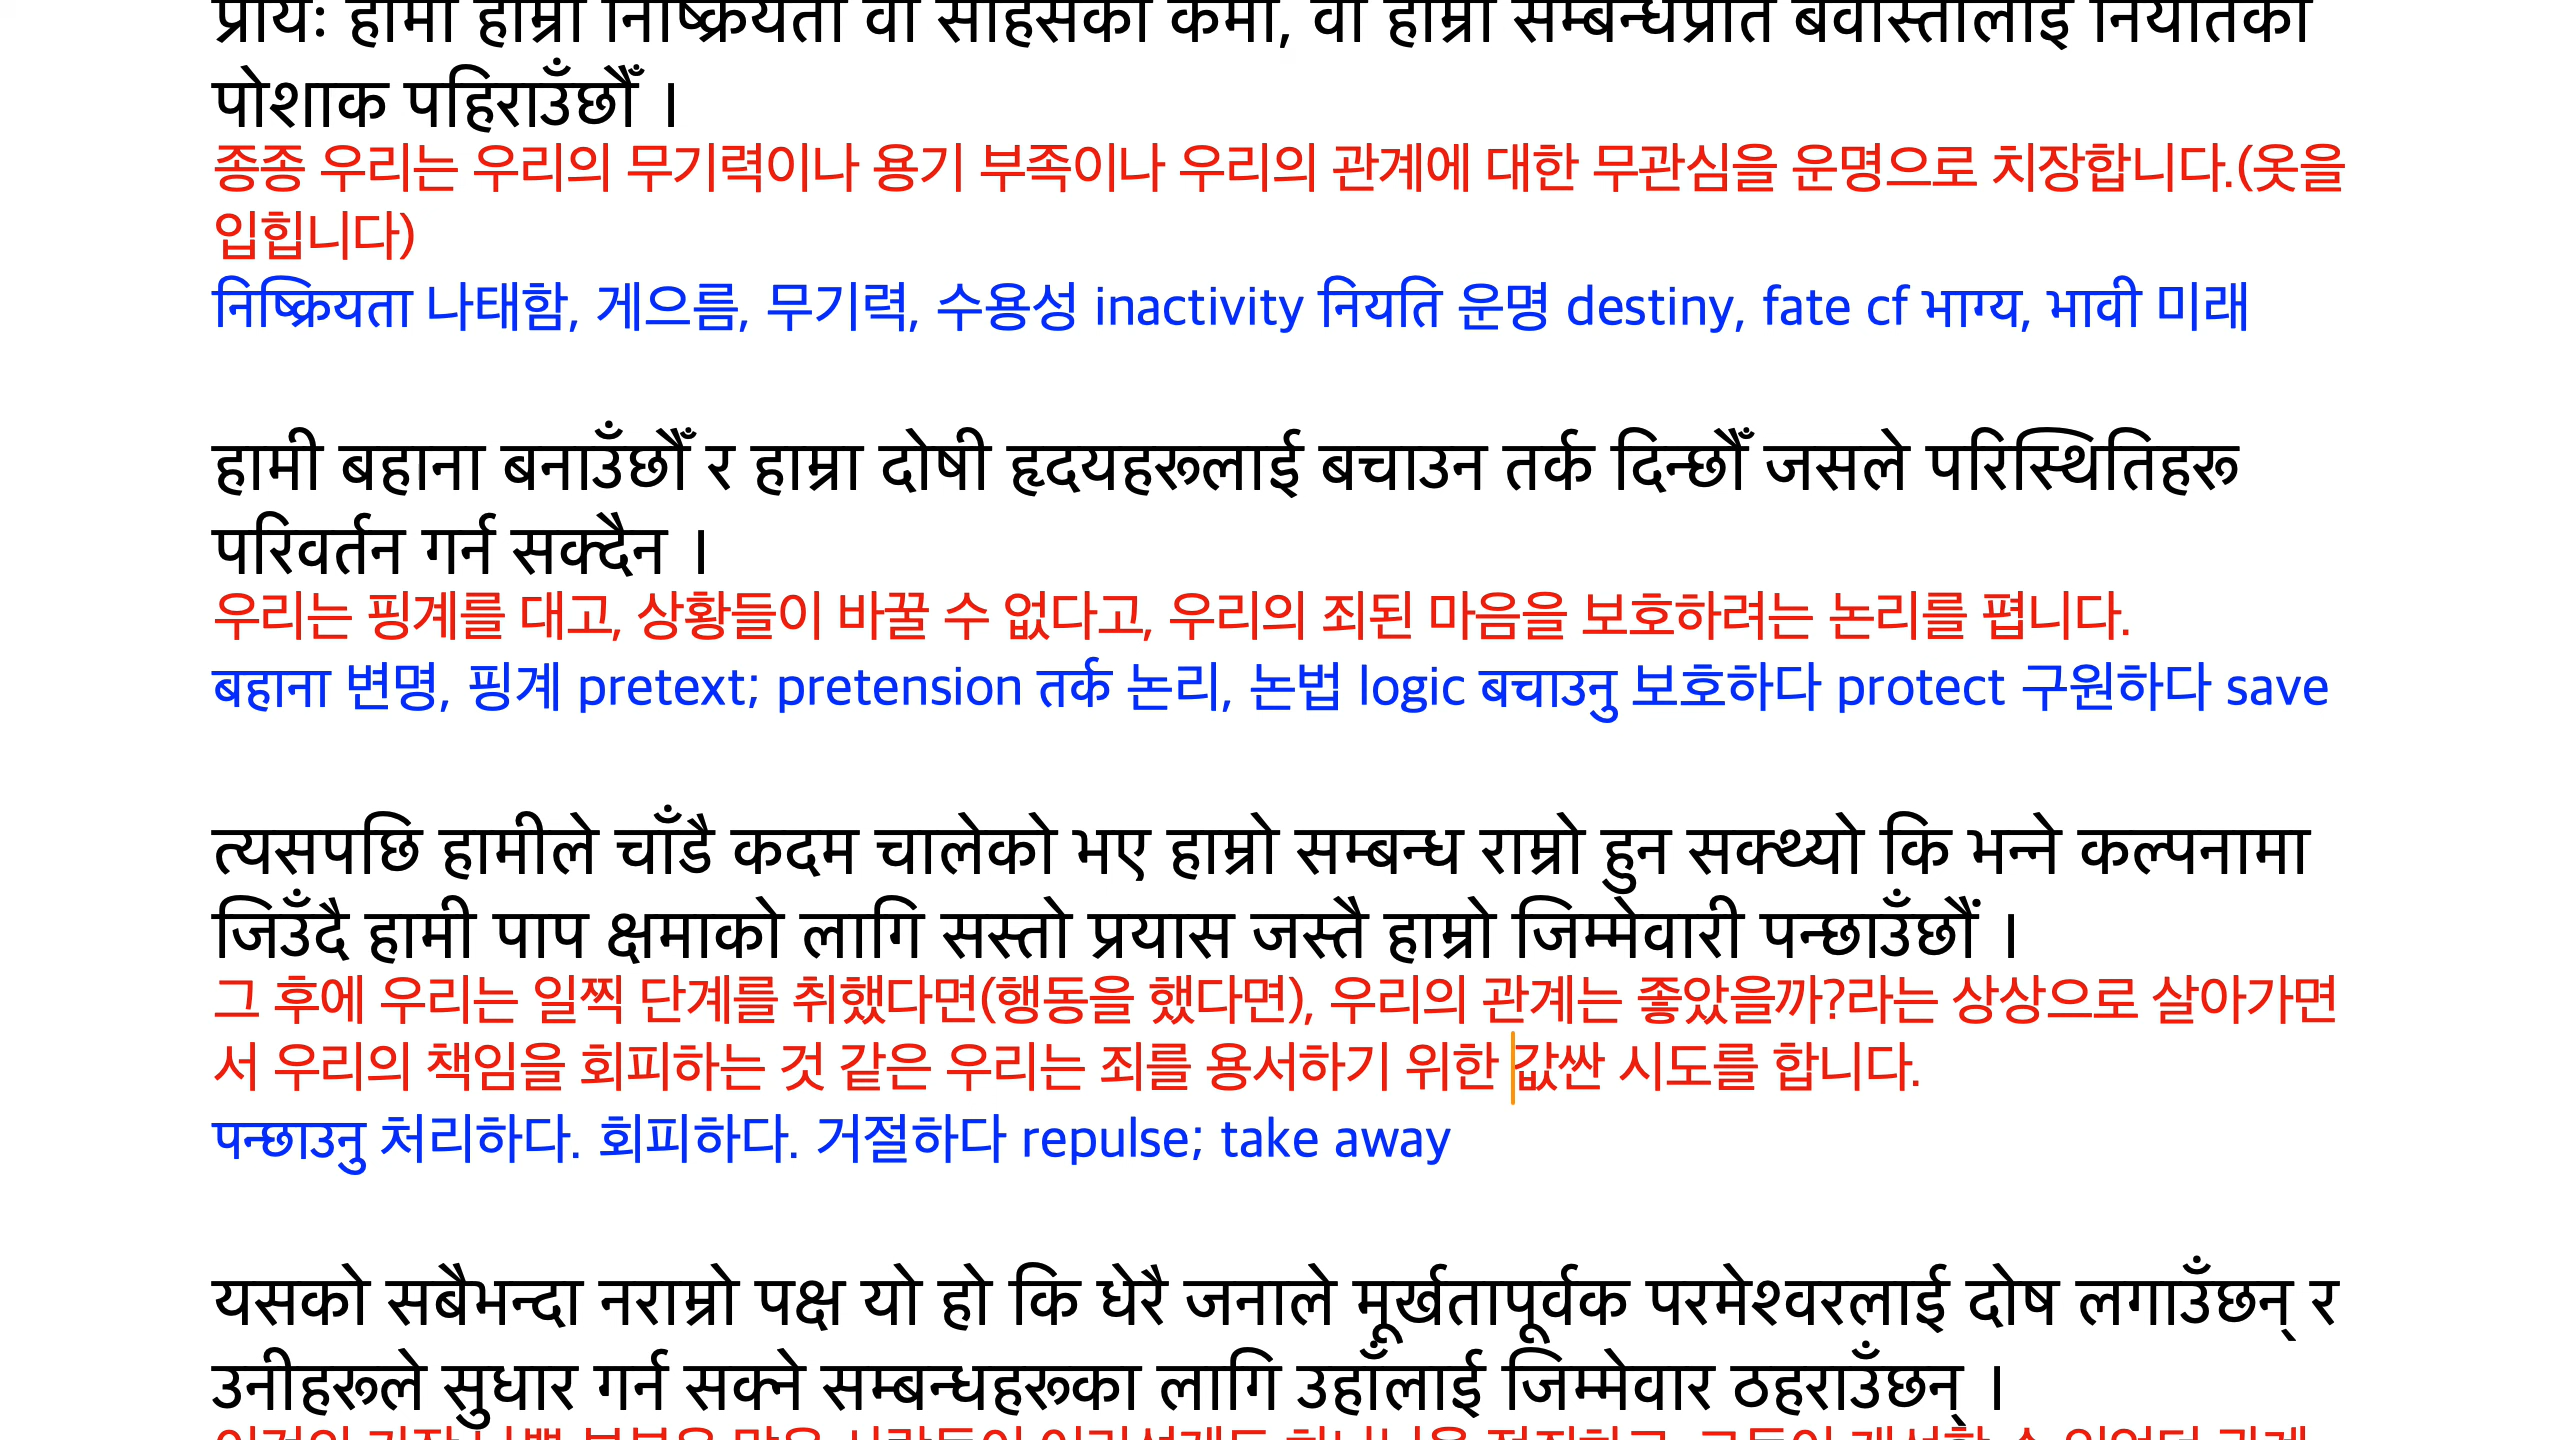 प्रायः हामी हाम्रो निष्क्रियता वा साहसको कमी, वा हाम्रो सम्बन्धप्रति बेवास्तालाई नियतिको
पोशाक पहिराउँछौँ ।
종종 우리는 우리의 무기력이나 용기 부족이나 우리의 관계에 대한 무관심을 운명으로 치장합니다.(옷을
입힙니다)
निष्क्रियता 나태함, 게으름, 무기력, 수용성 inactivity नियति 운명 destiny, fate cf भाग्य, भावी 미래
हामी बहाना बनाउँछौँ र हाम्रा दोषी हृदयहरूलाई बचाउन तर्क दिन्छौँ जसले परिस्थितिहरू
परिवर्तन गर्न सक्दैन ।
우리는 핑계를 대고, 상황들이 바꿀 수 없다고, 우리의 죄된 마음을 보호하려는 논리를 폅니다.
बहाना 변명, 핑계 pretext; pretension तर्क 논리, 논법 logic बचाउनु 보호하다 protect 구원하다 save
त्यसपछि हामीले चाँडै कदम चालेको भए हाम्रो सम्बन्ध राम्रो हुन सक्थ्यो कि भन्ने कल्पनामा
जिउँदै हामी पाप क्षमाको लागि सस्तो प्रयास जस्तै हाम्रो जिम्मेवारी पन्छाउँछौं ।
그 후에 우리는 일찍 단계를 취했다면(행동을 했다면), 우리의 관계는 좋았을까?라는 상상으로 살아가면
서 우리의 책임을 회피하는 것 같은 우리는 죄를 용서하기 위한 값싼 시도를 합니다.
पन्छाउनु 처리하다. 회피하다. 거절하다 repulse; take away
यसको सबैभन्दा नराम्रो पक्ष यो हो कि धेरै जनाले मूर्खतापूर्वक परमेश्वरलाई दोष लगाउँछन् र
उनीहरूले सुधार गर्न सक्ने सम्बन्धहरूका लागि उहाँलाई जिम्मेवार ठहराउँछन् ।